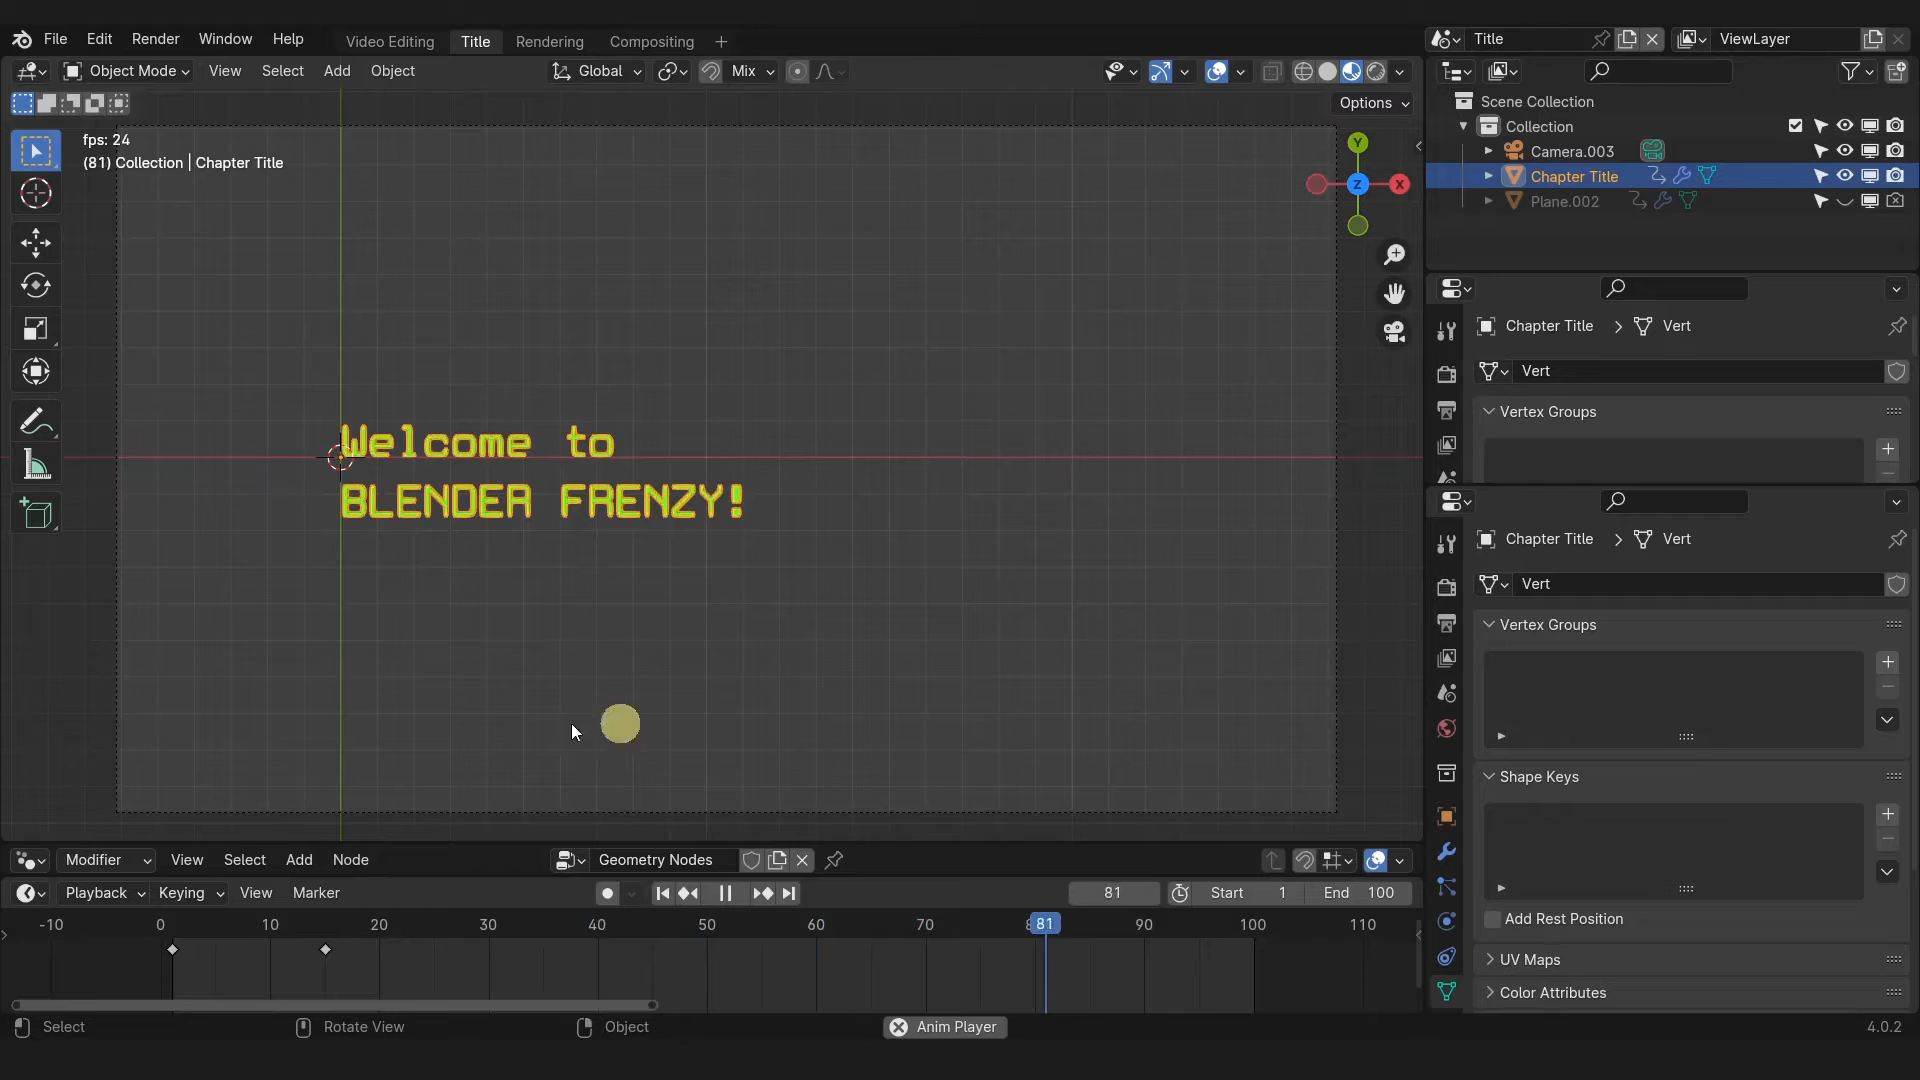 File Edit Render Window Help Video Editing Title Rendering Compositing + Title ViewLayer
Object Mode View Select Add Object Global Mix
Options
fps: 24
(81) Collection | Chapter Title
Y
Z X
Scene Collection
Collection
Camera.003
Chapter Title
Plane.002
Chapter Title > Vert
Vert
Vertex Groups
Welcome to
BLENDER FRENZY!
Chapter Title > Vert
Vert
Vertex Groups
Shape Keys
Add Rest Position
UV Maps
Color Attributes
Modifier View Select Add Node Geometry Nodes
Playback Keying View Marker 81 Start 1 End 100
-10 0 10 20 30 40 50 60 70 81 90 100 110
Select Rotate View Object Anim Player 4.0.2